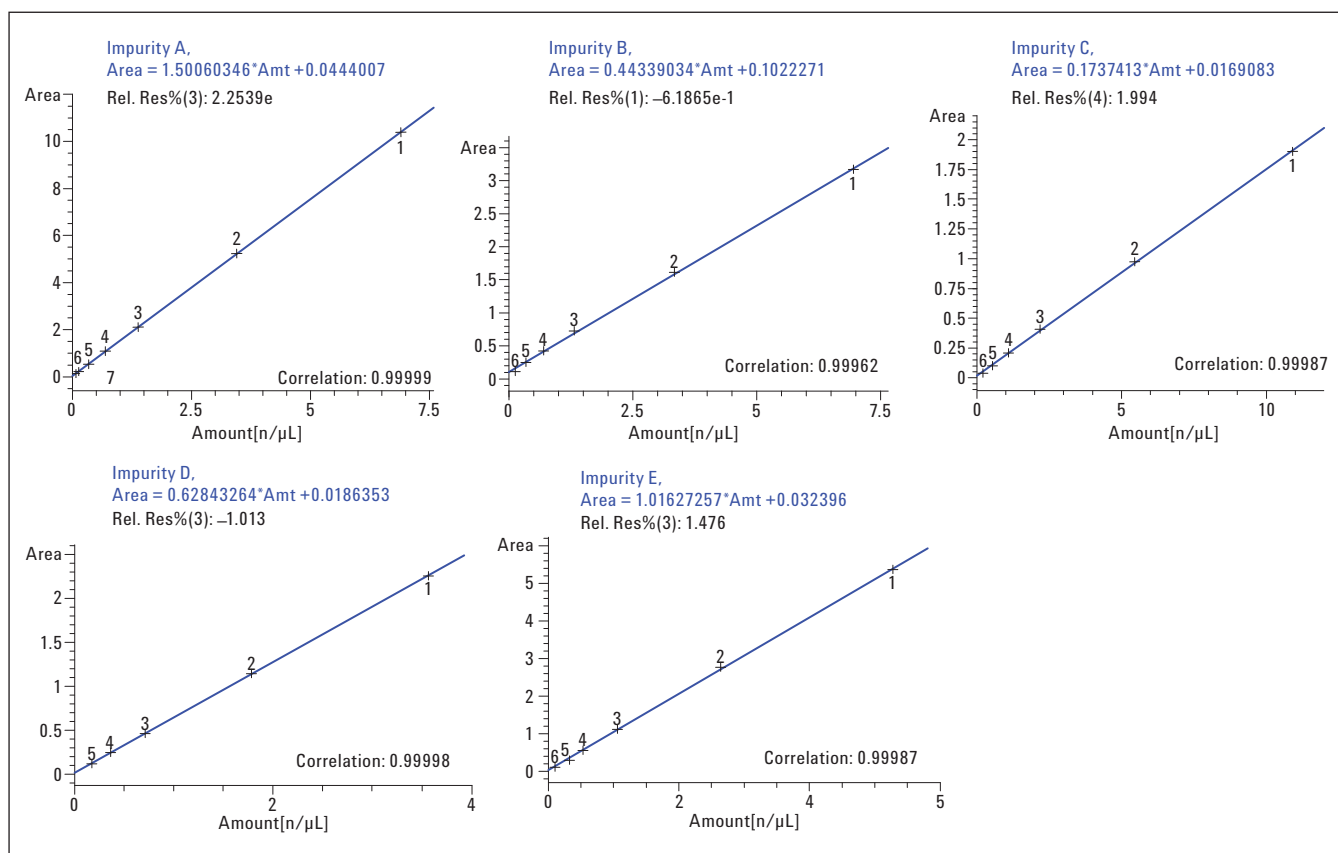 Impurity A,
Area = 1.50060346*Amt +0.0444007
Rel. Res%(3): 2.2539e
Area
10
8
6
4
2
0
1
2
3
4
5
6
7
Correlation: 0.99999
0
2.5
5
7.5
Amount[n/μL]
Impurity B,
Area = 0.44339034*Amt +0.1022271
Rel. Res%(1): –6.1865e-1
Area
3
2.5
2
1.5
1
0.5
0
1
2
3
4
5
6
Correlation: 0.99962
0
2.5
5
7.5
Amount[n/μL]
Impurity C,
Area = 0.1737413*Amt +0.0169083
Rel. Res%(4): 1.994
Area
2
1.75
1.5
1.25
1
0.75
0.5
0.25
0
1
2
3
4
5
6
Correlation: 0.99987
0
5
10
Amount[n/μL]
Impurity D,
Area = 0.62843264*Amt +0.0186353
Rel. Res%(3): –1.013
Area
2
1.5
1
0.5
0
1
2
3
4
5
Correlation: 0.99998
0
2
4
Amount[n/μL]
Impurity E,
Area = 1.01627257*Amt +0.032396
Rel. Res%(3): 1.476
Area
5
4
3
2
1
0
1
2
3
4
5
6
Correlation: 0.99987
0
2
4
5
Amount[n/μL]